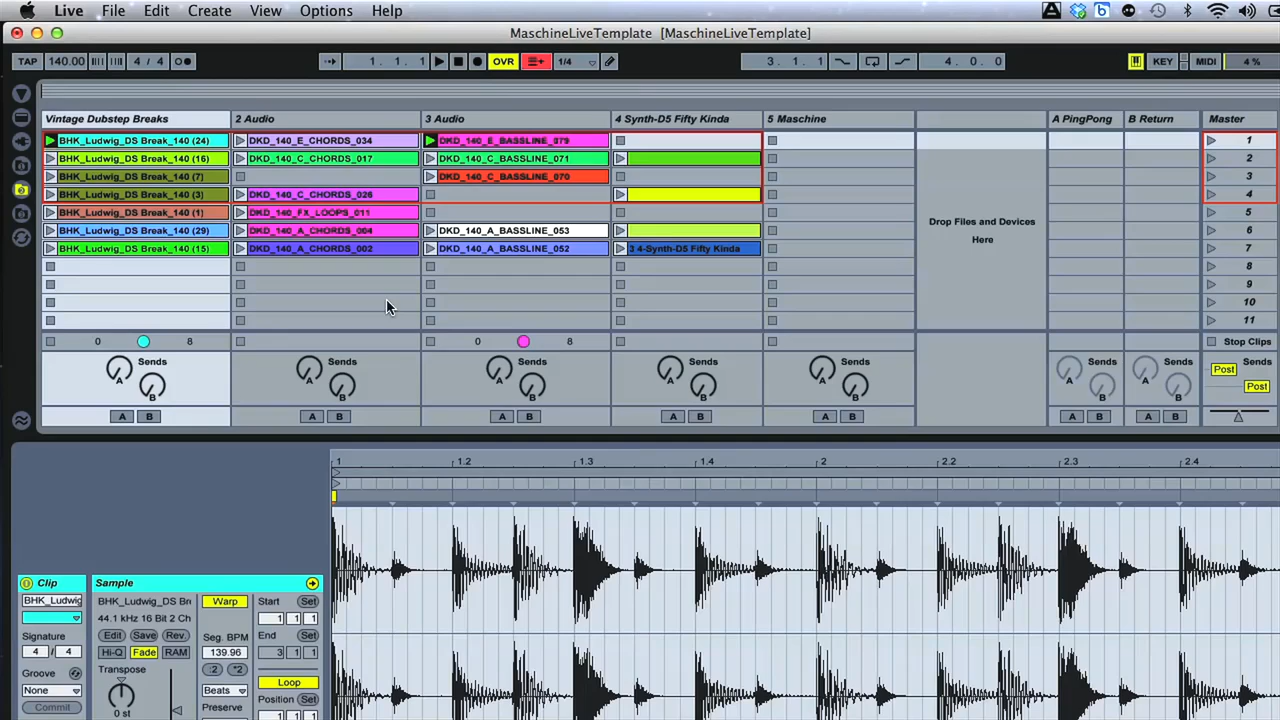 Live File Edit Create View Options Help
MaschineLiveTemplate [MaschineLiveTemplate]
TAP 140.00 4 / 4 1. 1. 1 OVR 1/4 3. 1. 1 4. 0. 0 KEY MIDI 4 %
Vintage Dubstep Breaks 2 Audio 3 Audio 4 Synth-D5 Fifty Kinda 5 Maschine A PingPong B Return Master
BHK_Ludwig_DS Break_140 (24) DKD_140_E_CHORDS_034 DKD_140_E_BASSLINE_079 1
BHK_Ludwig_DS Break_140 (16) DKD_140_C_CHORDS_017 DKD_140_C_BASSLINE_071 2
BHK_Ludwig_DS Break_140 (7) DKD_140_C_BASSLINE_070 3
BHK_Ludwig_DS Break_140 (3) DKD_140_C_CHORDS_026 4
BHK_Ludwig_DS Break_140 (1) DKD_140_FX_LOOPS_011 5
BHK_Ludwig_DS Break_140 (29) DKD_140_A_CHORDS_064 DKD_140_A_BASSLINE_053 6
BHK_Ludwig_DS Break_140 (15) DKD_140_A_CHORDS_002 DKD_140_A_BASSLINE_052 3 4-Synth-D5 Fifty Kinda 7
Drop Files and Devices
Here
8
9
10
11
0 8 0 8 Stop Clips
Sends Sends Sends Sends Sends Sends Sends Sends
A A A A A A A Post
B B B B B B B Post
A B A B A B A B A B A B A B
1 1.2 1.3 1.4 2 2.2 2.3 2.4
Clip Sample
BHK_Ludwig BHK_Ludwig_DS Br Warp Start Set
44.1 kHz 16 Bit 2 Ch 1 1 1
Signature Edit Save Rev. Seg. BPM End Set
4 / 4 Hi-Q Fade RAM 139.96 3 1 1
Groove Transpose :2 *2
None Beats Loop
Commit 0 st Preserve Position Set
1 1 1